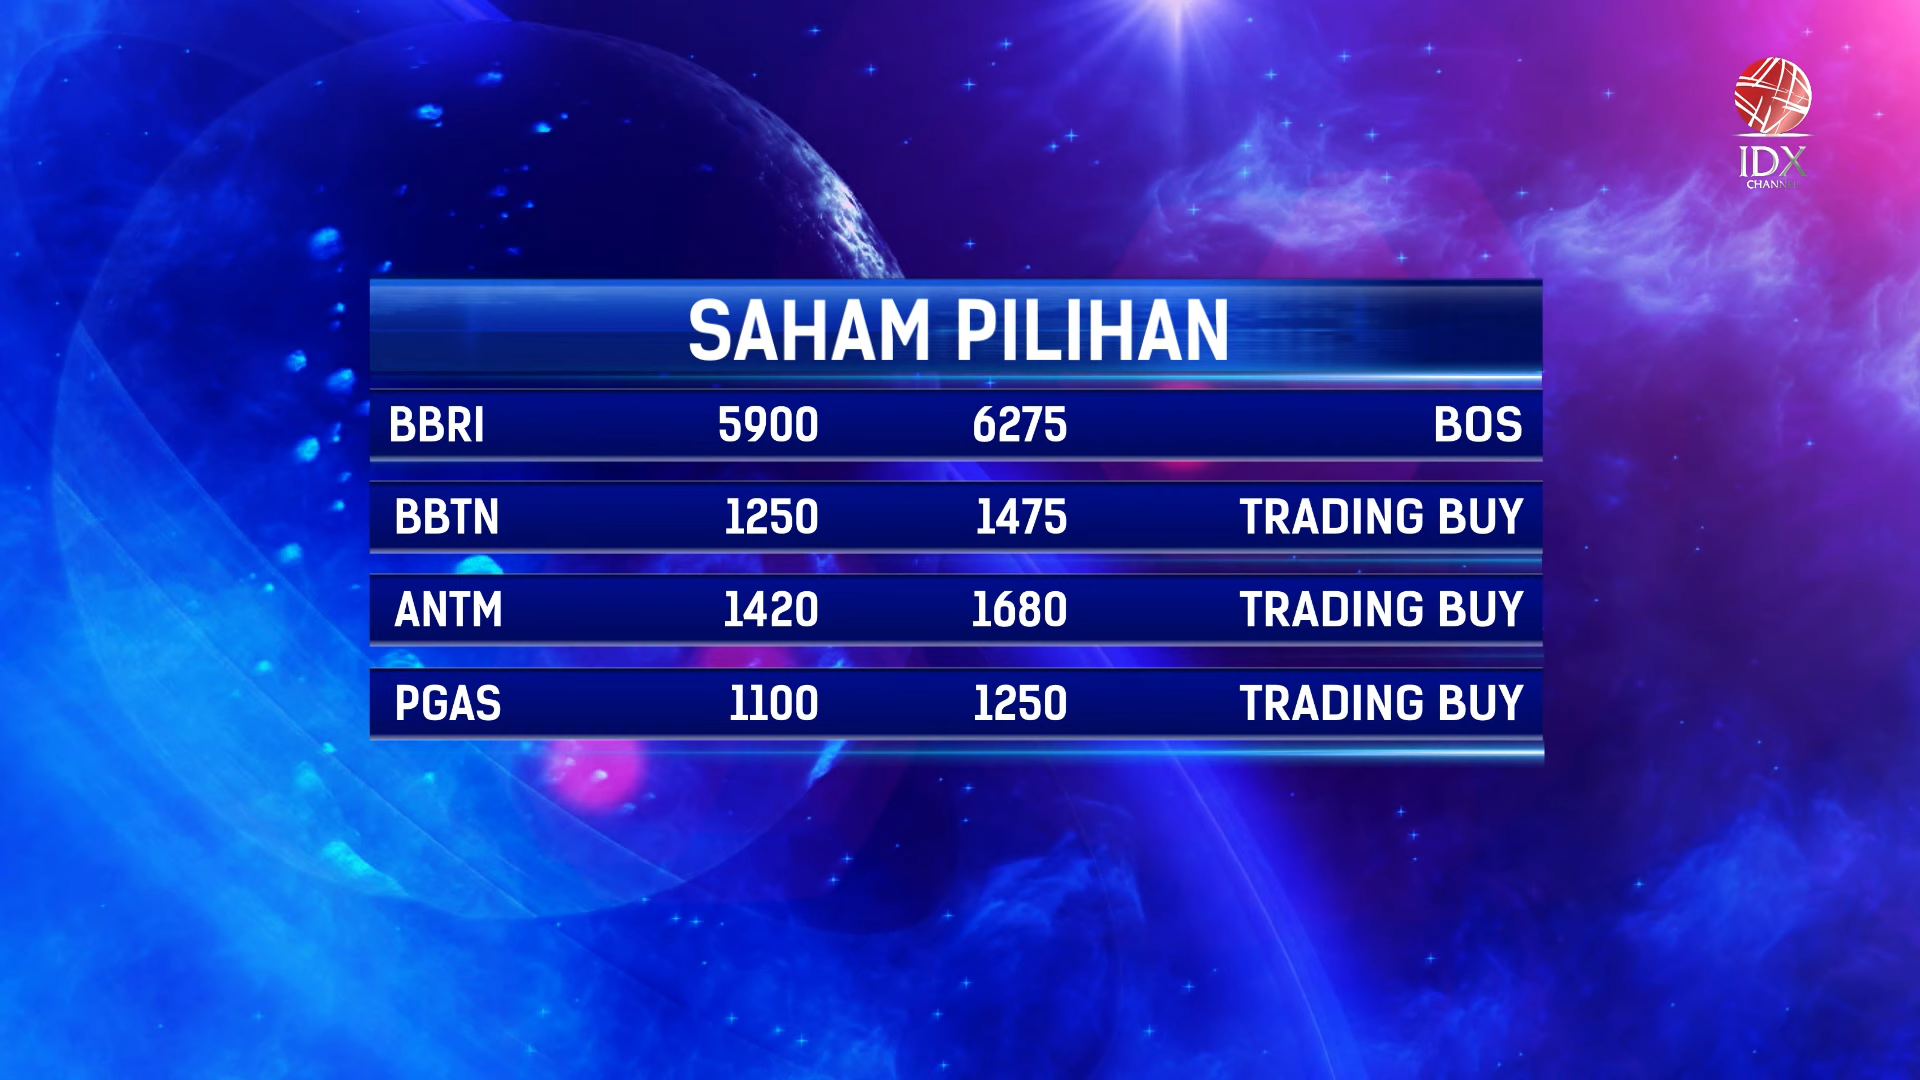 IDX
CHANNEL
SAHAM PILIHAN
BBRI 5900 6275 BOS
BBTN 1250 1475 TRADING BUY
ANTM 1420 1680 TRADING BUY
PGAS 1100 1250 TRADING BUY